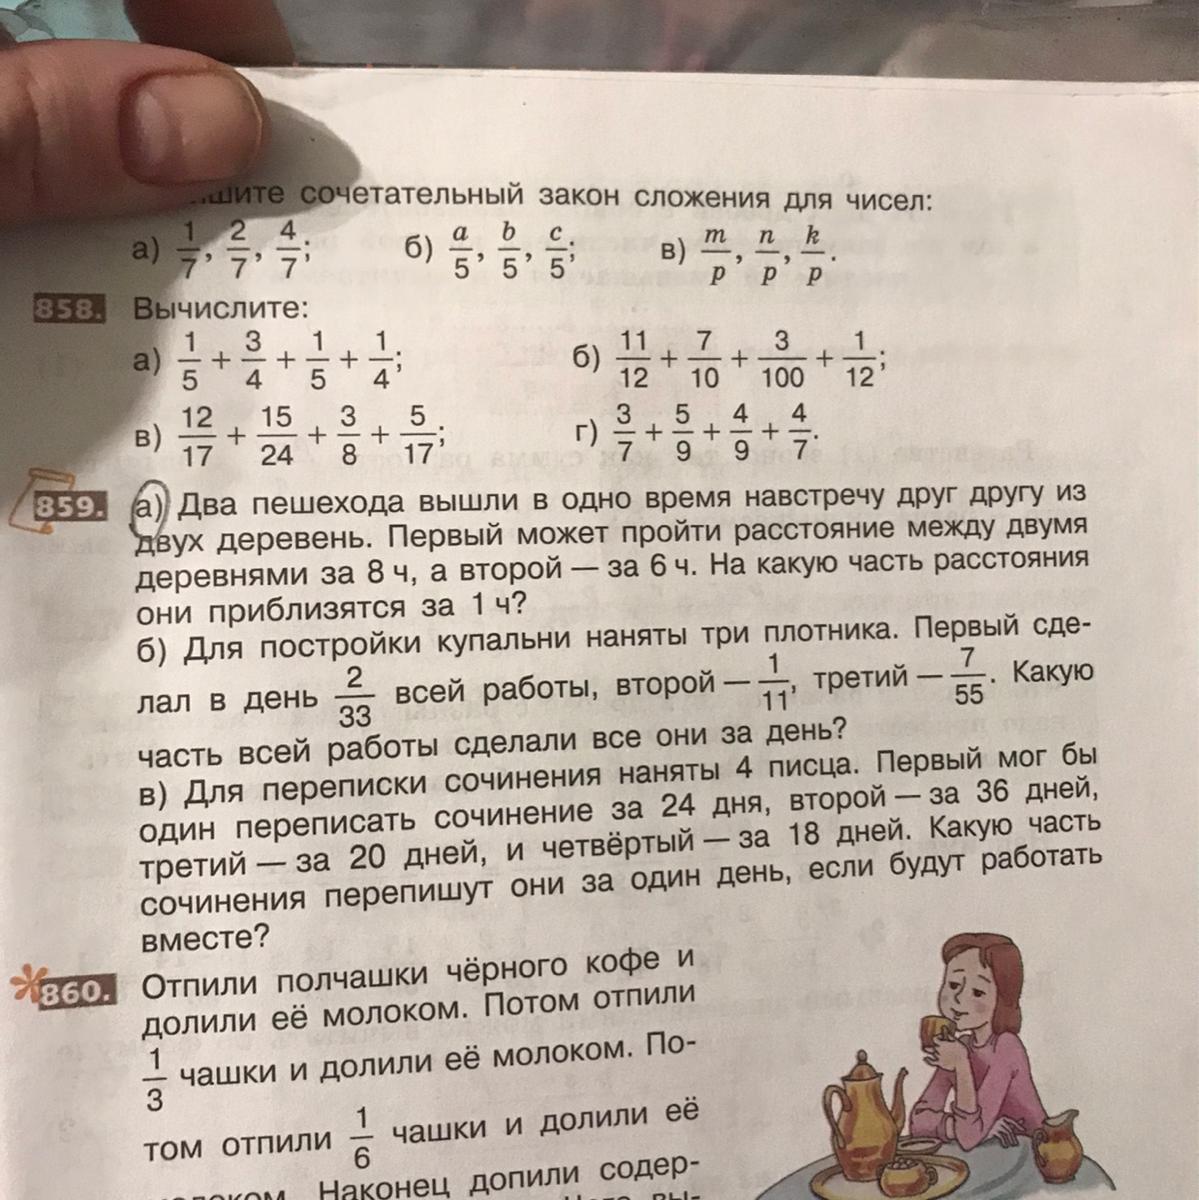 сочетательный закон сложения для чисел:
а) 1/7, 2/7, 4/7; б) a/5, b/5, c/5; в) m/p, n/p, k/p.
858. Вычислите:
а) 1/5 + 3/4 + 1/5 + 1/4; б) 11/12 + 7/10 + 3/100 + 1/12;
в) 12/17 + 15/24 + 3/8 + 5/17; г) 3/7 + 5/9 + 4/9 + 4/7.
859. а) Два пешехода вышли в одно время навстречу друг другу из
двух деревень. Первый может пройти расстояние между двумя
деревнями за 8 ч, а второй — за 6 ч. На какую часть расстояния
они приблизятся за 1 ч?
б) Для постройки купальни наняты три плотника. Первый сде-
лал в день 2/33 всей работы, второй — 1/11, третий — 7/55. Какую
часть всей работы сделали все они за день?
в) Для переписки сочинения наняты 4 писца. Первый мог бы
один переписать сочинение за 24 дня, второй — за 36 дней,
третий — за 20 дней, и четвёртый — за 18 дней. Какую часть
сочинения перепишут они за один день, если будут работать
вместе?
*860. Отпили полчашки чёрного кофе и
долили её молоком. Потом отпили
1/3 чашки и долили её молоком. По-
том отпили 1/6 чашки и долили её
молоком. Наконец допили содер-